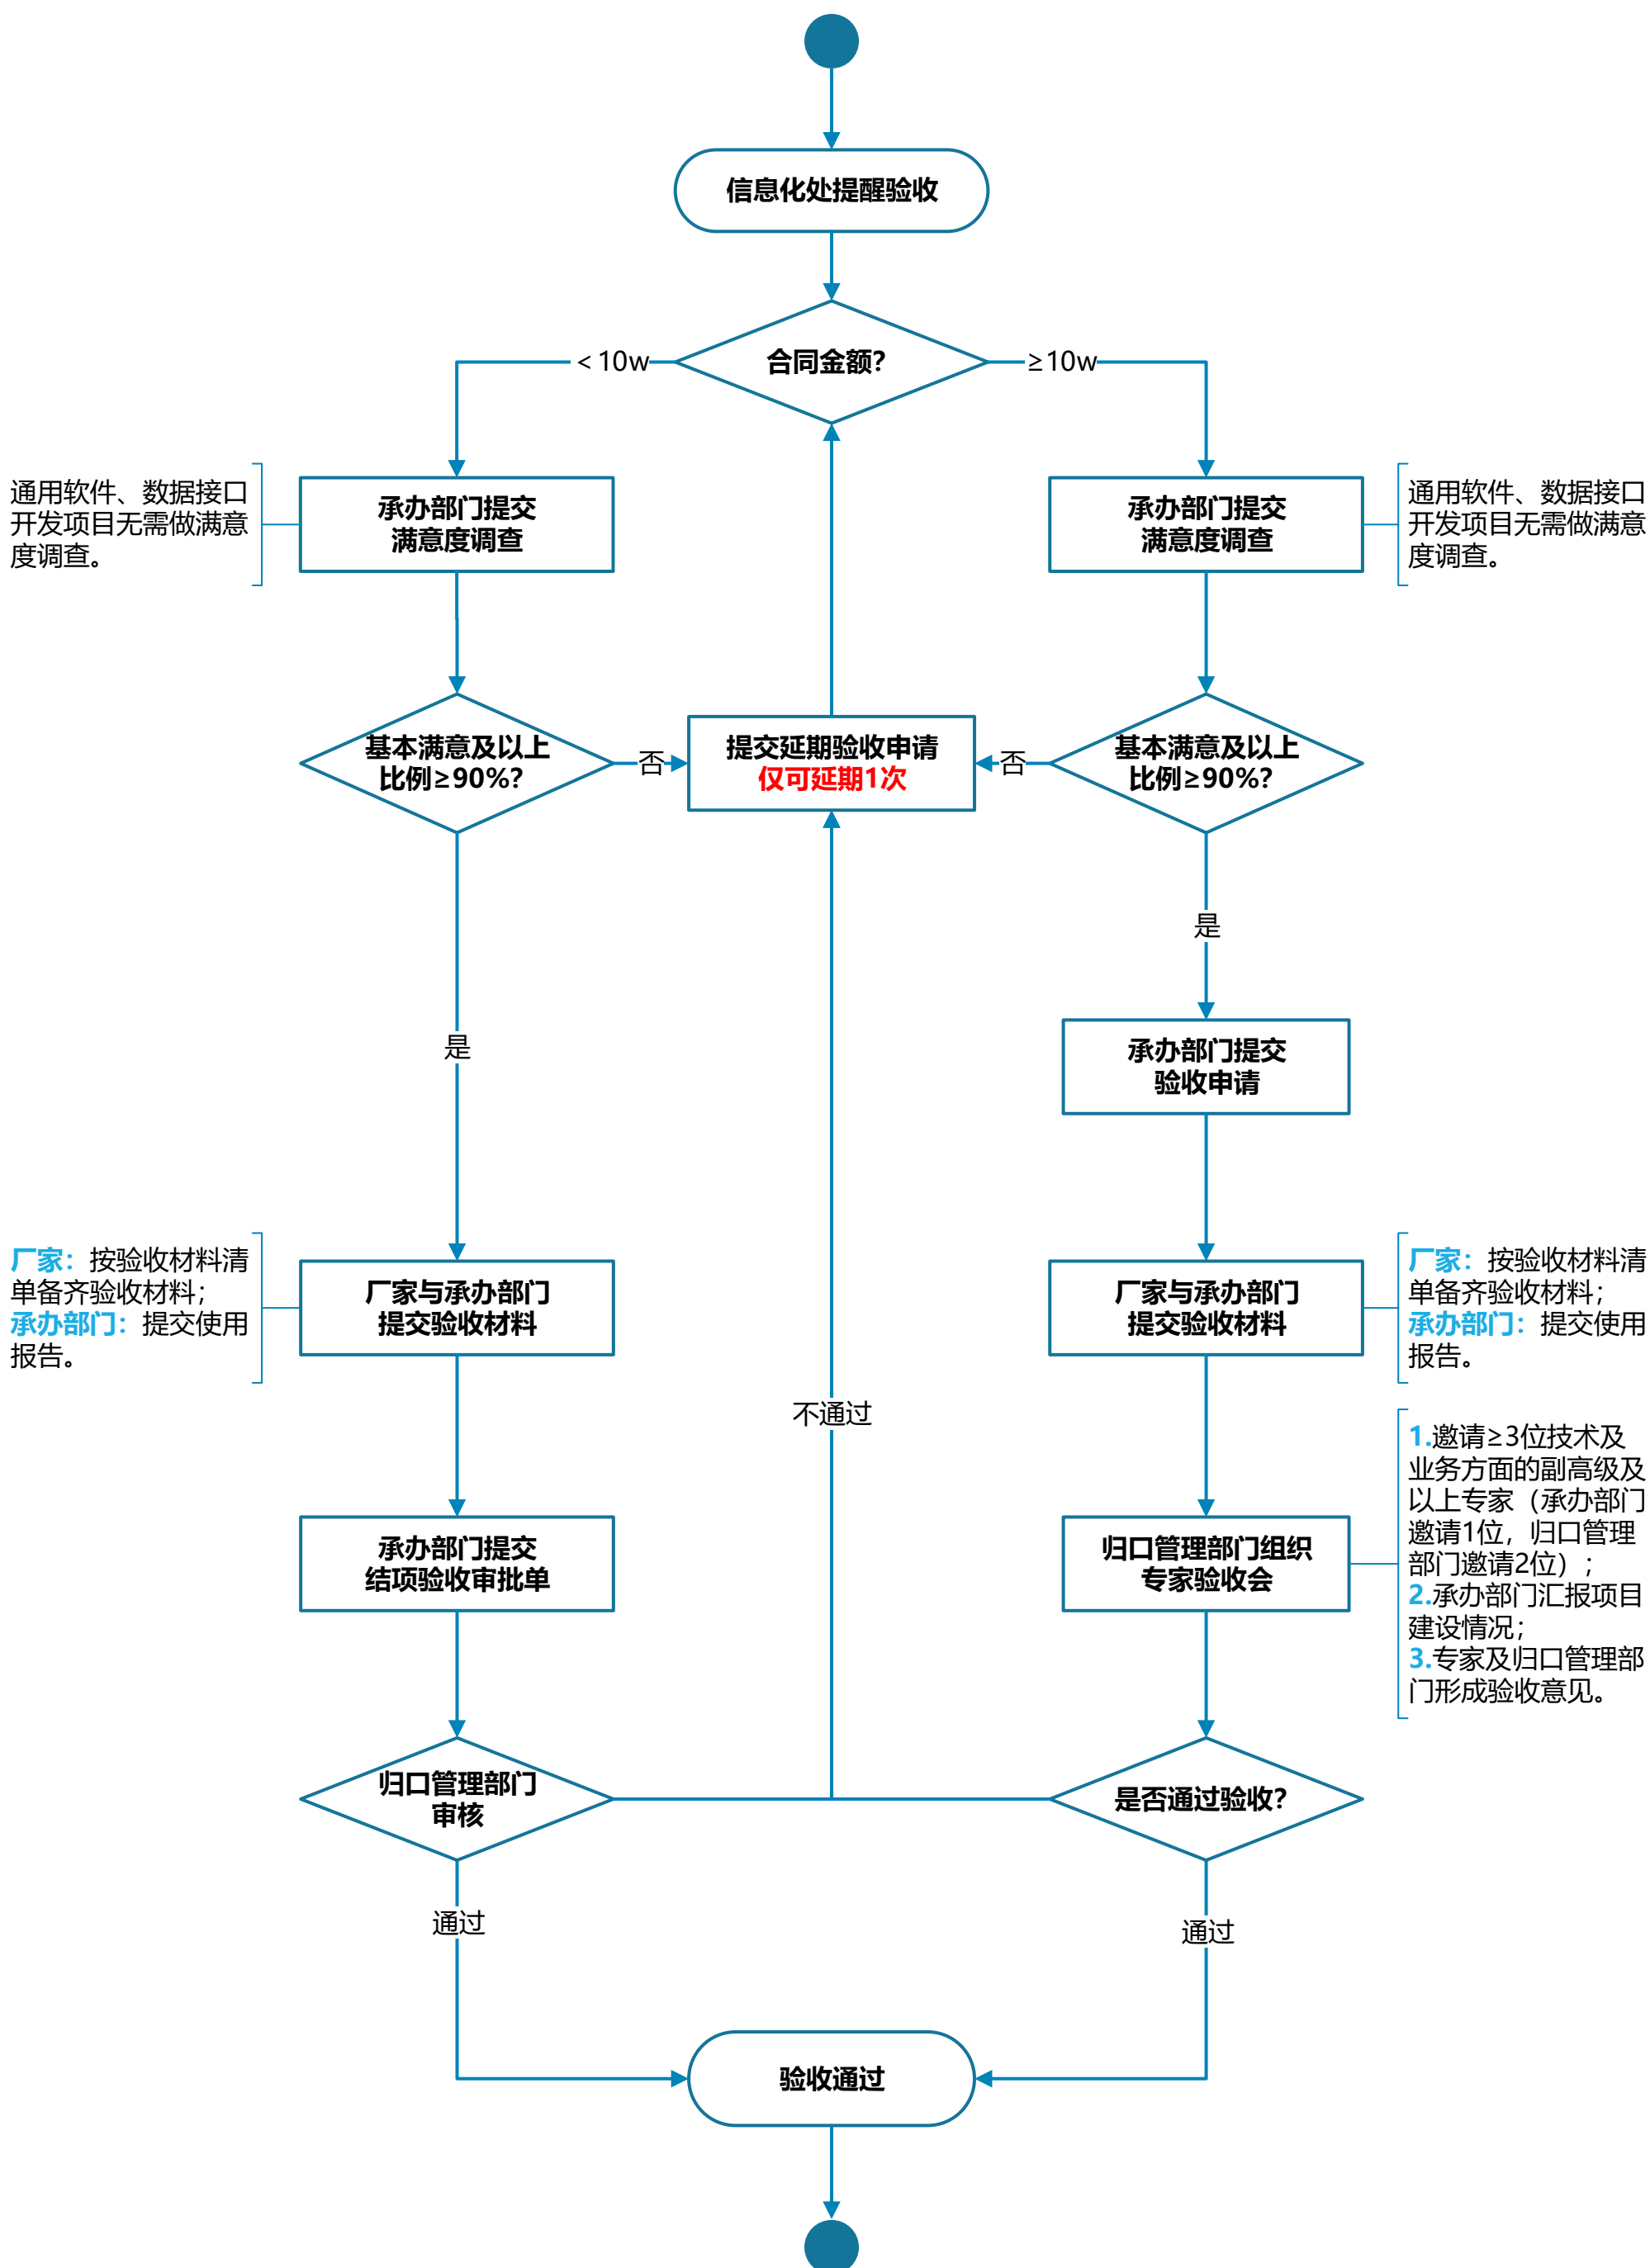 信息化处提醒验收
合同金额?
＜10w
≥10w
通用软件、数据接口
开发项目无需做满意
度调查。
承办部门提交
满意度调查
承办部门提交
满意度调查
通用软件、数据接口
开发项目无需做满意
度调查。
基本满意及以上
比例≥90%?
否
提交延期验收申请
仅可延期1次
否
基本满意及以上
比例≥90%?
是
是
承办部门提交
验收申请
厂家：按验收材料清
单备齐验收材料；
承办部门：提交使用
报告。
厂家与承办部门
提交验收材料
厂家与承办部门
提交验收材料
厂家：按验收材料清
单备齐验收材料；
承办部门：提交使用
报告。
不通过
承办部门提交
结项验收审批单
归口管理部门组织
专家验收会
1.邀请≥3位技术及
业务方面的副高级及
以上专家（承办部门
邀请1位，归口管理
部门邀请2位）；
2.承办部门汇报项目
建设情况；
3.专家及归口管理部
门形成验收意见。
归口管理部门
审核
是否通过验收?
通过
通过
验收通过